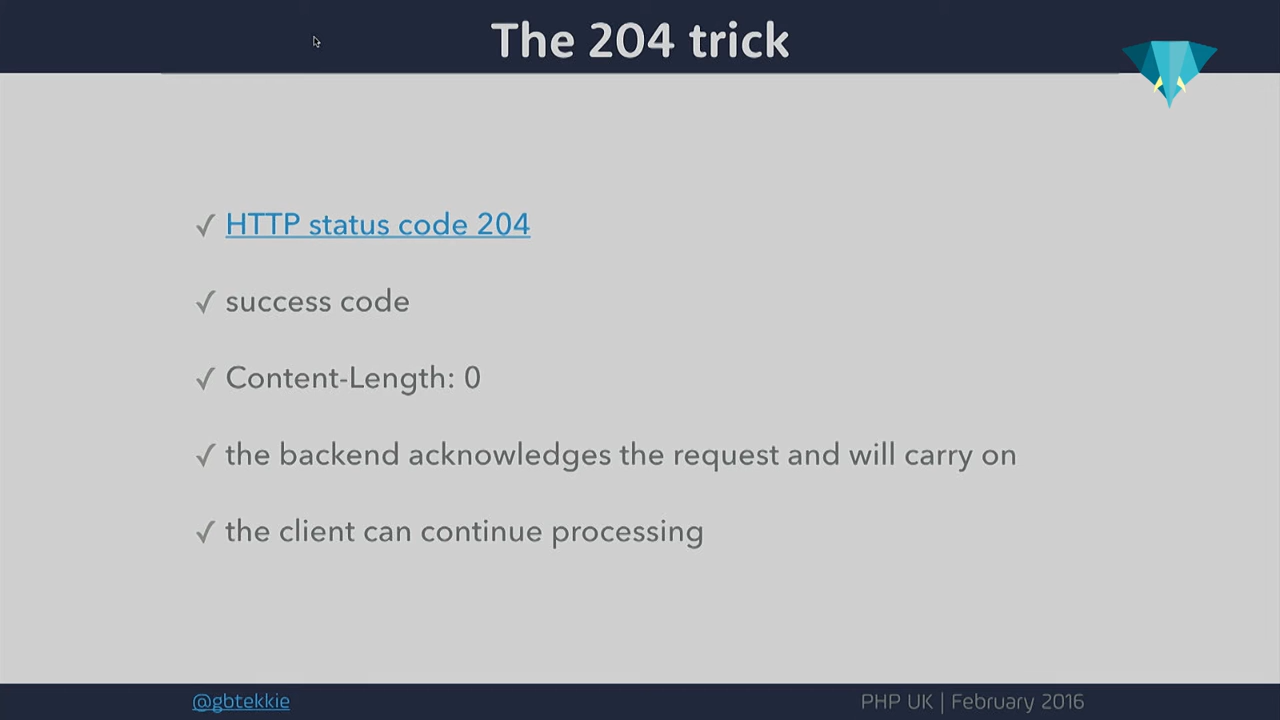 The 204 trick
✓ HTTP status code 204
✓ success code
✓ Content-Length: 0
✓ the backend acknowledges the request and will carry on
✓ the client can continue processing
@gbtekkie
PHP UK | February 2016